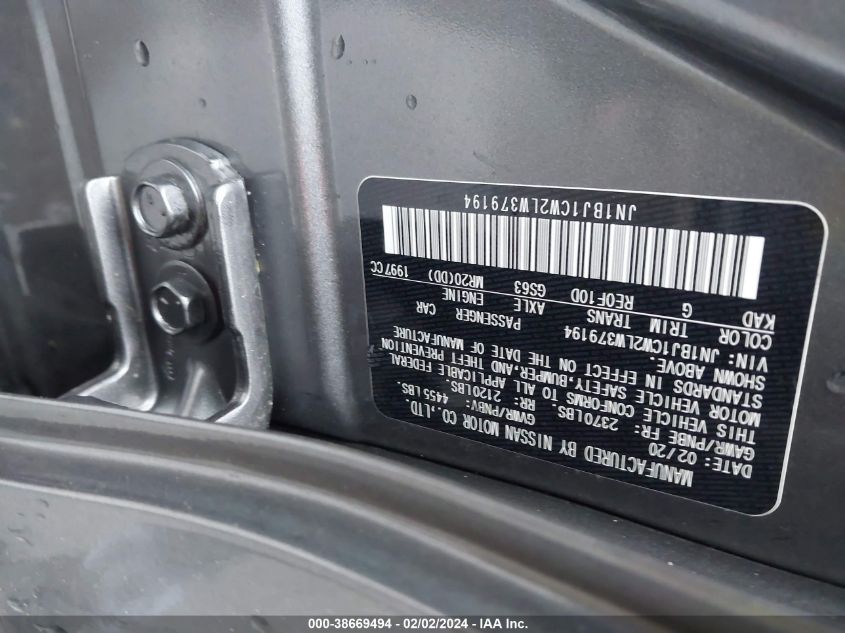 MANUFACTURED BY NISSAN MOTOR CO.,LTD
DATE: 02/20 GVWR/PNBV: 4455 LBS.
GAWR/PNBE FR: 2370LBS. RR: 2120LBS.
THIS VEHICLE CONFORMS TO ALL APPLICABLE FEDERAL
MOTOR VEHICLE SAFETY,BUMPER,AND THEFT PREVENTION
STANDARDS IN EFFECT ON THE DATE OF MANUFACTURE
SHOWN ABOVE.
VIN: JN1BJ1CW2LW379194 PASSENGER CAR
COLOR TRIM TRANS AXLE ENGINE
KAD G RE0F10D GS63 MR20(DD) 1997CC
JN1BJ1CW2LW379194
000-38669494 / 02/02/2024 - IAA Inc.